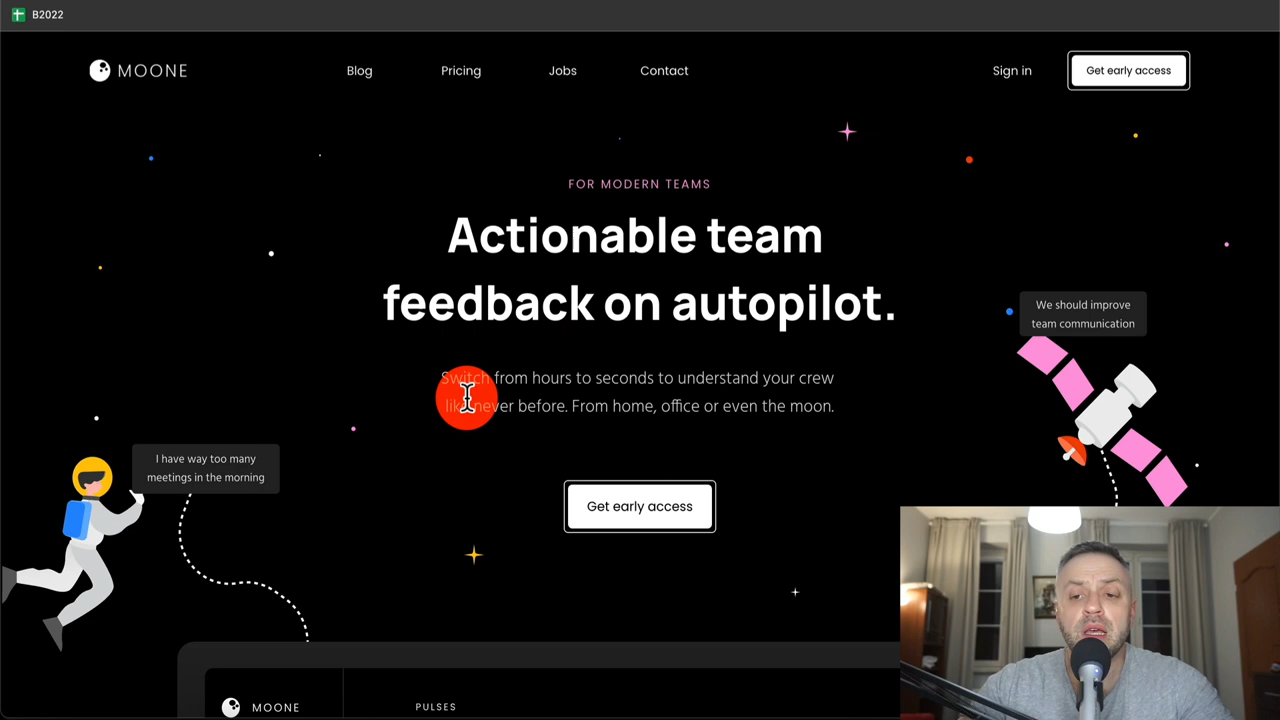 B2022
MOONE
Blog
Pricing
Jobs
Contact
Sign in
Get early access
FOR MODERN TEAMS
Actionable team
feedback on autopilot.
We should improve
team communication
Switch from hours to seconds to understand your crew
like never before. From home, office or even the moon.
I have way too many
meetings in the morning
Get early access
MOONE
PULSES